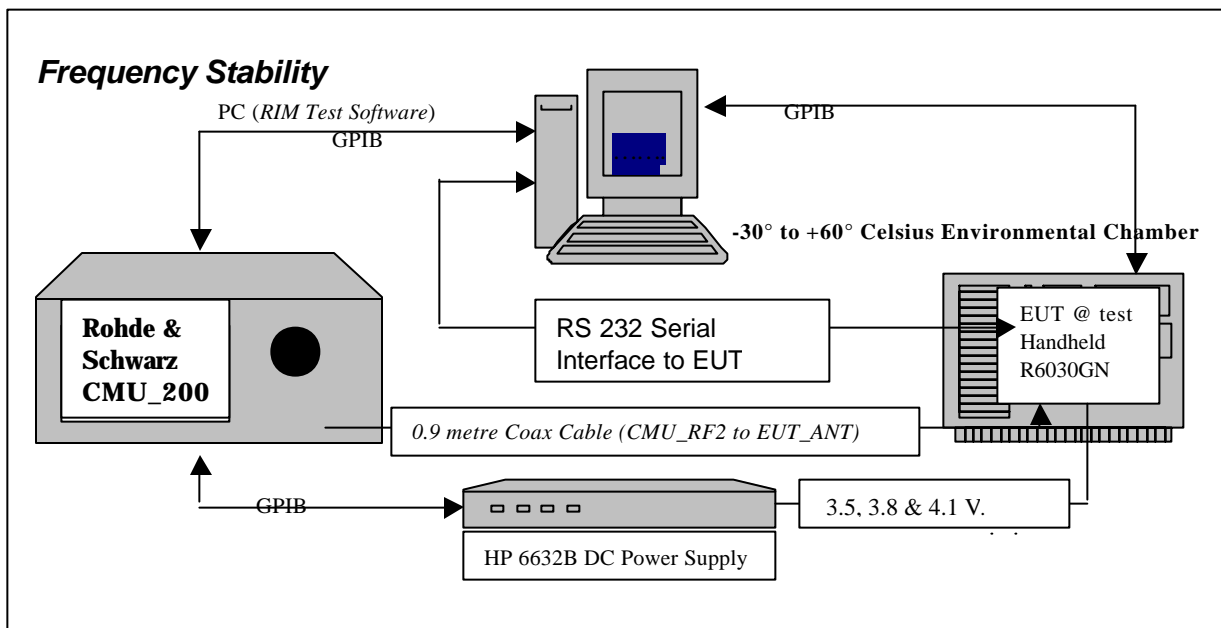 Frequency Stability
PC (RIM Test Software)
GPIB
GPIB
-30° to +60° Celsius Environmental Chamber
Rohde &
Schwarz
CMU_200
RS 232 Serial
Interface to EUT
EUT @ test
Handheld
R6030GN
0.9 metre Coax Cable (CMU_RF2 to EUT_ANT)
GPIB
3.5, 3.8 & 4.1 V.
HP 6632B DC Power Supply